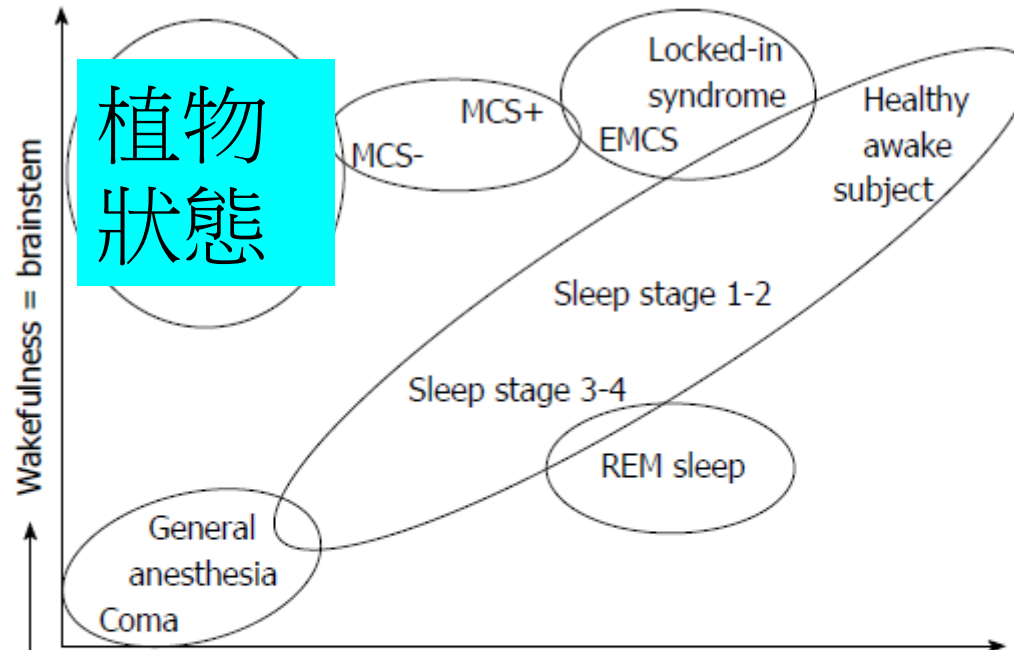 植物
狀態
MCS+
MCS-
Locked-in
syndrome
EMCS
Healthy
awake
subject
Sleep stage 1-2
Sleep stage 3-4
REM sleep
General
anesthesia
Coma
Wakefulness = brainstem